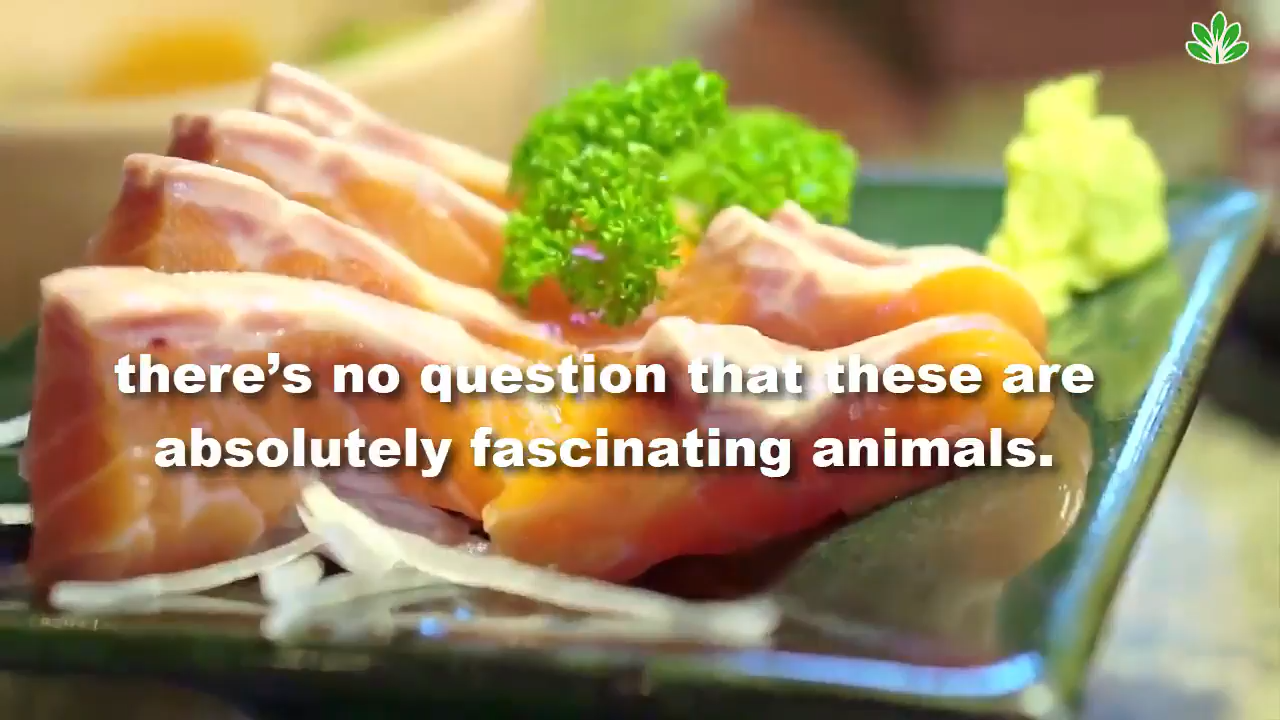 there’s no question that these are
absolutely fascinating animals.